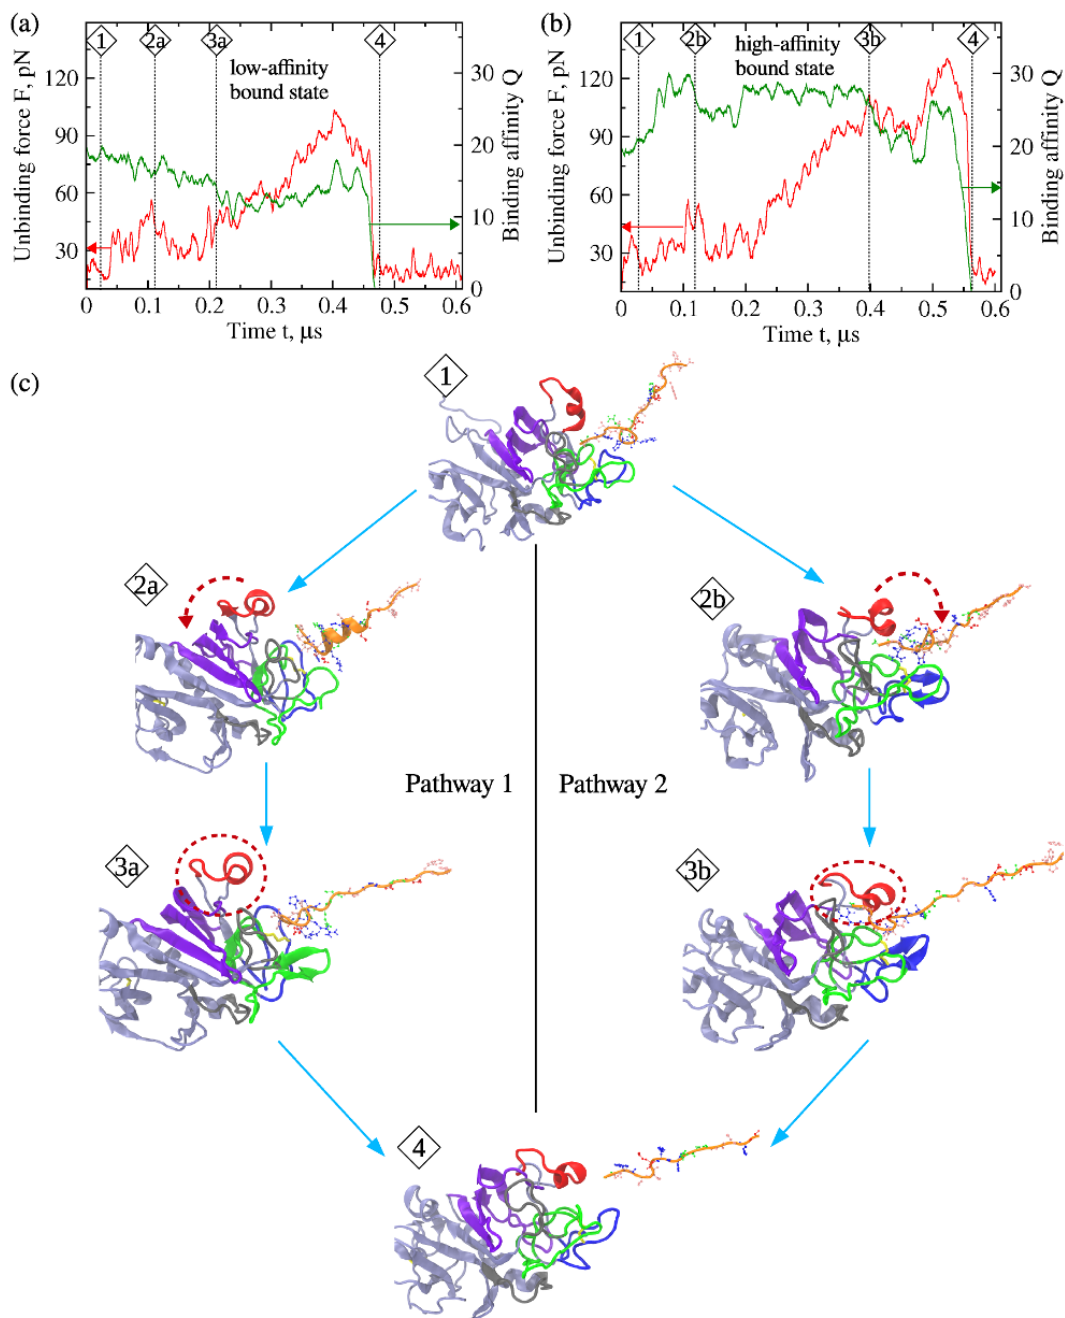 (a)
1
2a
3a
4
low-affinity
bound state
Unbinding force F, pN
120
90
60
30
30
20
10
0
Binding affinity Q
0
0.1
0.2
0.3
0.4
0.5
0.6
Time t, μs
(b)
1
2b
3b
4
high-affinity
bound state
Unbinding force F, pN
120
90
60
30
30
20
10
0
Binding affinity Q
0
0.1
0.2
0.3
0.4
0.5
0.6
Time t, μs
(c)
1
2a
2b
Pathway 1
Pathway 2
3a
3b
4